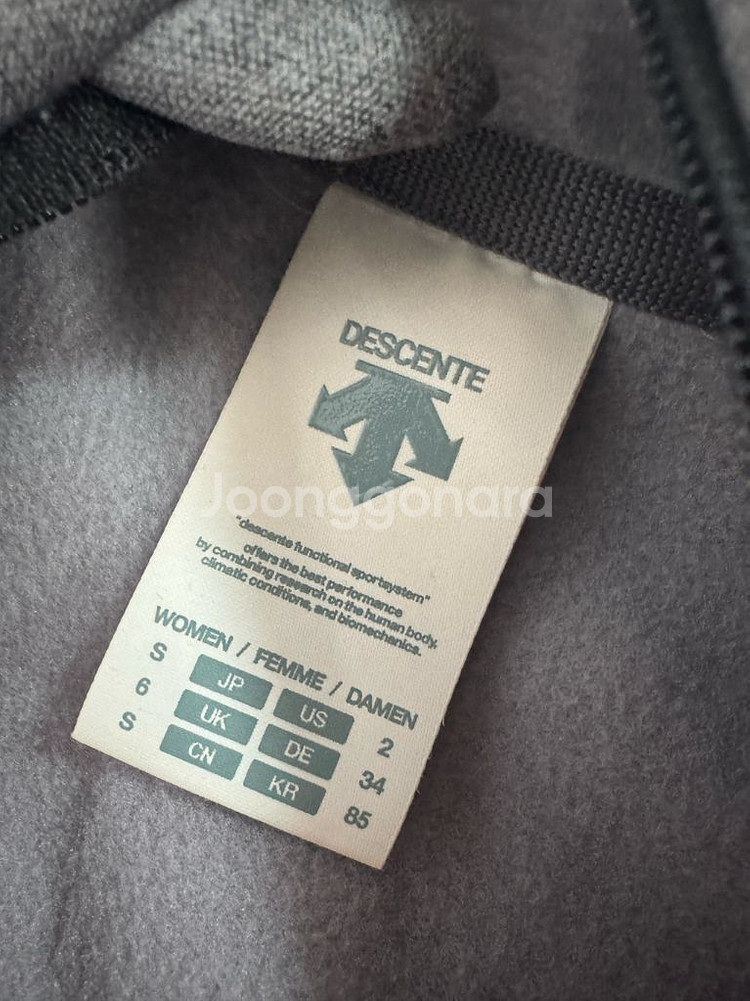 DESCENTE
Joonggonara
"descente functional sportsystem"
offers the best performance
by combining research on the human body,
climatic conditions, and biomechanics.
WOMEN / FEMME / DAMEN
S JP US 2
6 UK DE 34
S CN KR 85